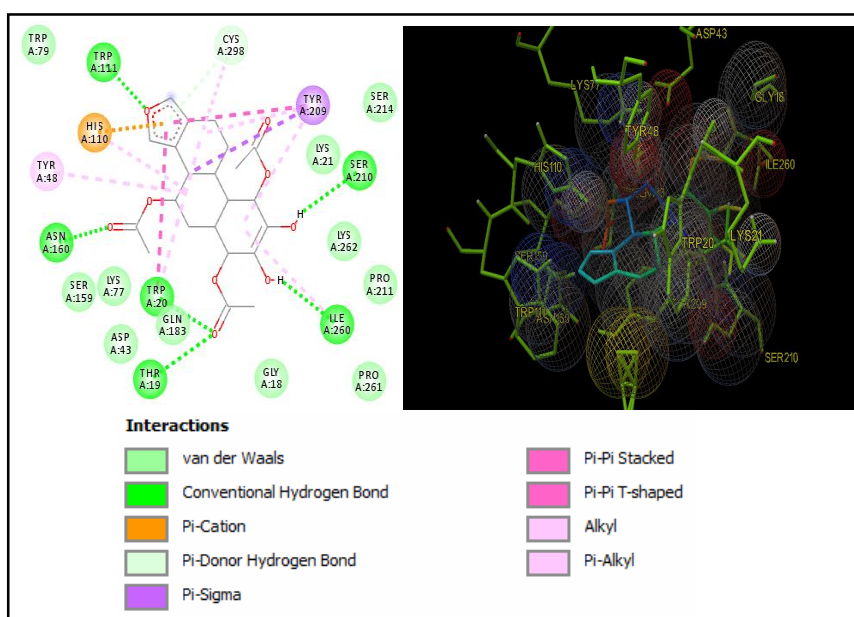 TRP
A:79
TRP
A:111
CYS
A:298
TYR
A:209
SER
A:214
HIS
A:110
LYS
A:21
SER
A:210
TYR
A:48
H
ASN
A:160
LYS
A:262
H
SER
A:159
LYS
A:77
TRP
A:20
PRO
A:211
GLN
A:183
ILE
A:260
ASP
A:43
THR
A:19
GLY
A:18
PRO
A:261
ASP43
LYS77
GLY18
TYR48
HIS110
ILE260
TRP20
LYS21
SER159
SER210
Interactions
van der Waals
Conventional Hydrogen Bond
Pi-Cation
Pi-Donor Hydrogen Bond
Pi-Sigma
Pi-Pi Stacked
Pi-Pi T-shaped
Alkyl
Pi-Alkyl